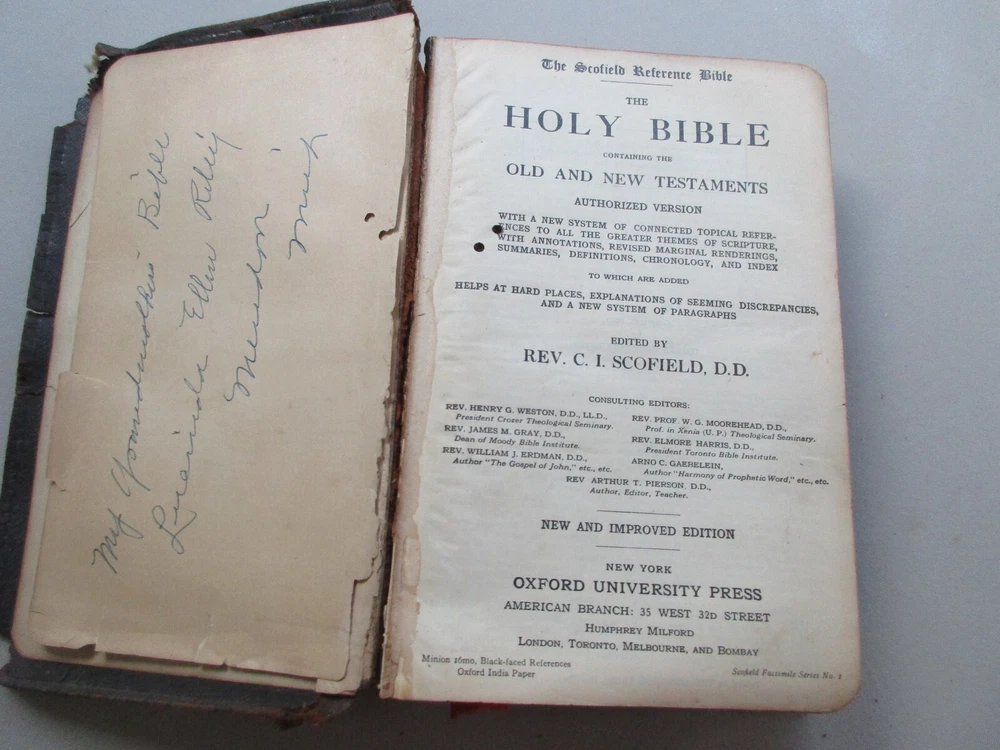 My Grandmothers Bible
Lucinda Ellen Riley
Mendon
Mich
The Scofield Reference Bible
THE
HOLY BIBLE
CONTAINING THE
OLD AND NEW TESTAMENTS
AUTHORIZED VERSION
WITH A NEW SYSTEM OF CONNECTED TOPICAL REFER-
ENCES TO ALL THE GREATER THEMES OF SCRIPTURE,
WITH ANNOTATIONS, REVISED MARGINAL RENDERINGS,
SUMMARIES, DEFINITIONS, CHRONOLOGY, AND INDEX
TO WHICH ARE ADDED
HELPS AT HARD PLACES, EXPLANATIONS OF SEEMING DISCREPANCIES,
AND A NEW SYSTEM OF PARAGRAPHS
EDITED BY
REV. C. I. SCOFIELD, D.D.
CONSULTING EDITORS:
REV. HENRY G. WESTON, D.D., LL.D.,
President Crozer Theological Seminary.
REV. JAMES M. GRAY, D.D.,
Dean of Moody Bible Institute.
REV. WILLIAM J. ERDMAN, D.D.,
Author "The Gospel of John," etc., etc.
REV. PROF. W. G. MOOREHEAD, D.D.,
Prof. in Xenia (U. P.) Theological Seminary.
REV. ELMORE HARRIS, D.D.,
President Toronto Bible Institute.
ARNO C. GAEBELEIN,
Author "Harmony of Prophetic Word," etc., etc.
REV ARTHUR T. PIERSON, D.D.,
Author, Editor, Teacher.
NEW AND IMPROVED EDITION
NEW YORK
OXFORD UNIVERSITY PRESS
AMERICAN BRANCH: 35 WEST 32D STREET
HUMPHREY MILFORD
LONDON, TORONTO, MELBOURNE, AND BOMBAY
Minion 16mo, Black-faced References
Oxford India Paper
Scofield Facsimile Series No. 1